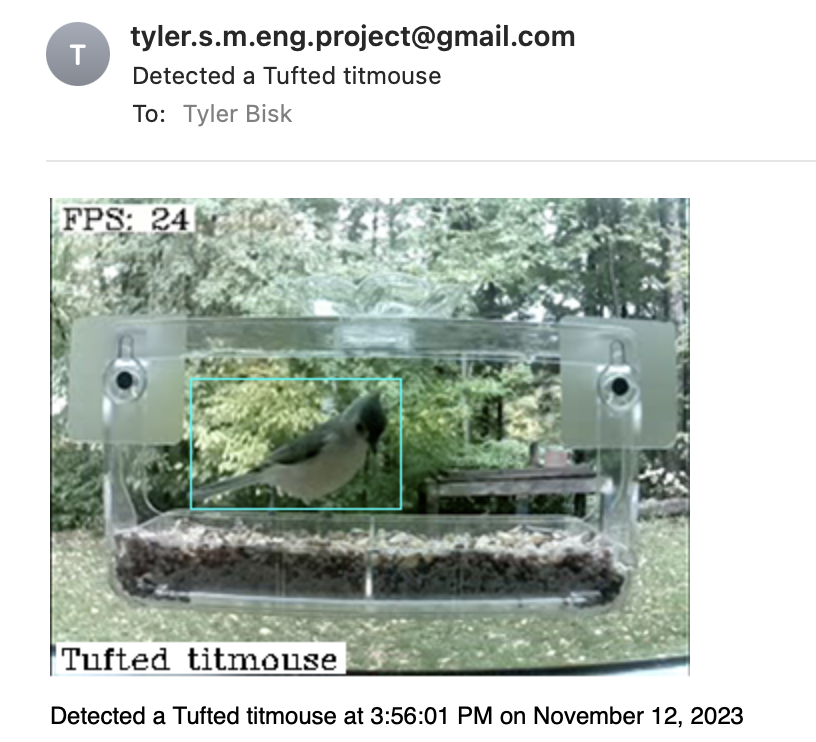 T
tyler.s.m.eng.project@gmail.com
Detected a Tufted titmouse
To: Tyler Bisk
FPS: 24
Tufted titmouse
Detected a Tufted titmouse at 3:56:01 PM on November 12, 2023